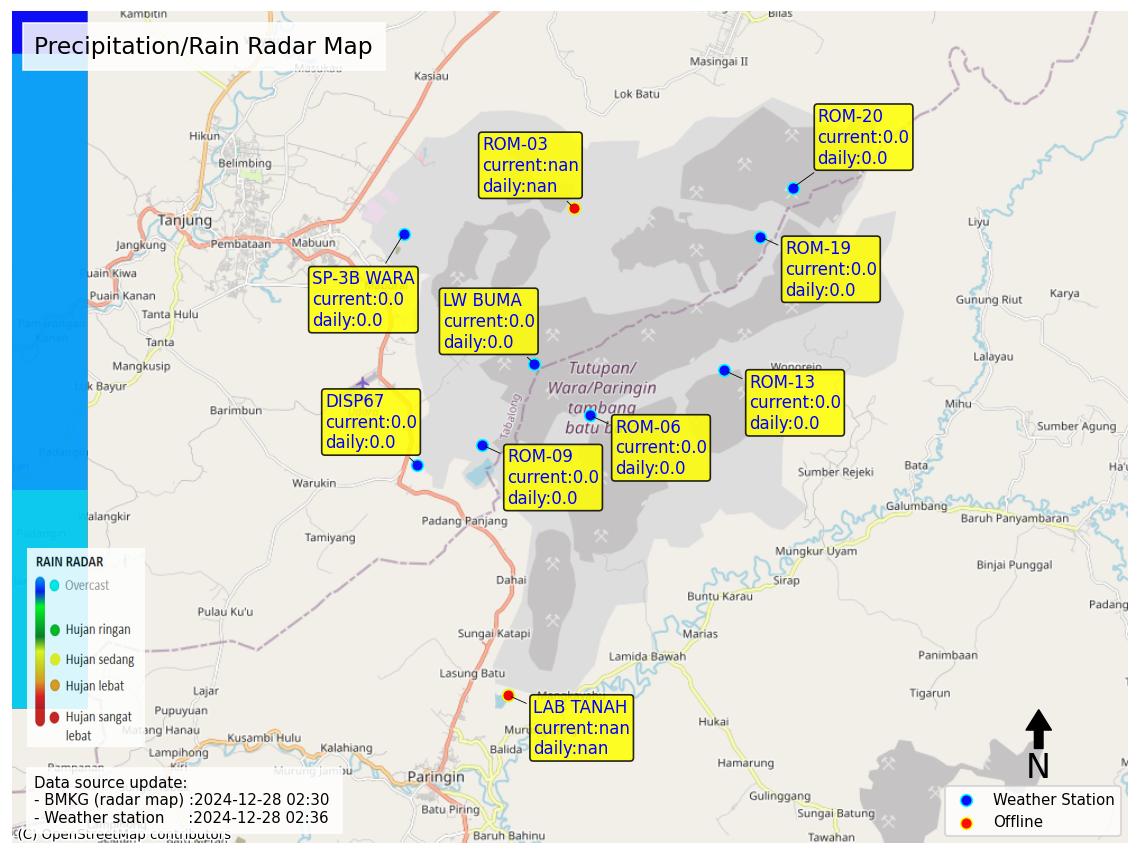 Kambitin
Bilas
Precipitation/Rain Radar Map
Masukau
Masingai II
Kasiau
Lok Batu
ROM-20
current:0.0
daily:0.0
Hikun
ROM-03
current:nan
daily:nan
Belimbing
Tanjung
Liyu
Jangkung
Pembataan
Mabuun
ROM-19
current:0.0
daily:0.0
SP-3B WARA
current:0.0
daily:0.0
Puain Kanan
LW BUMA
current:0.0
daily:0.0
Gunung Riut
Karya
Tanta Hulu
Tanta
Lalayau
Mangkusip
Wonorejo
Tutupan/
Wara/Paringin
tambang
batu b
ROM-13
current:0.0
daily:0.0
DISP67
current:0.0
daily:0.0
Tabalong
Barimbun
Mihu
ROM-06
current:0.0
daily:0.0
Sumber Agung
ROM-09
current:0.0
daily:0.0
Bata
Ha'u
Sumber Rejeki
Warukin
Galumbang
Walangkir
Padang Panjang
Baruh Panyambaran
Tamiyang
Mungkur Uyam
Binjai Punggal
RAIN RADAR
Overcast
Hujan ringan
Hujan sedang
Hujan lebat
Hujan sangat
lebat
Dahai
Sirap
Buntu Karau
Padang
Pulau Ku'u
Sungai Katapi
Marias
Lamida Bawah
Panimbaan
Lasung Batu
Lajar
Tigarun
LAB TANAH
current:nan
daily:nan
Pupuyuan
Hukai
Matang Hanau
Kusambi Hulu
Lampihong
Kalahiang
Balida
Hamarung
Murung Jambu
Paringin
N
Data source update:
- BMKG (radar map) :2024-12-28 02:30
- Weather station :2024-12-28 02:36
Gulinggang
Weather Station
Offline
Batu Piring
Sungai Batung
(C) OpenStreetMap contributors
Baruh Bahinu
Tawahan